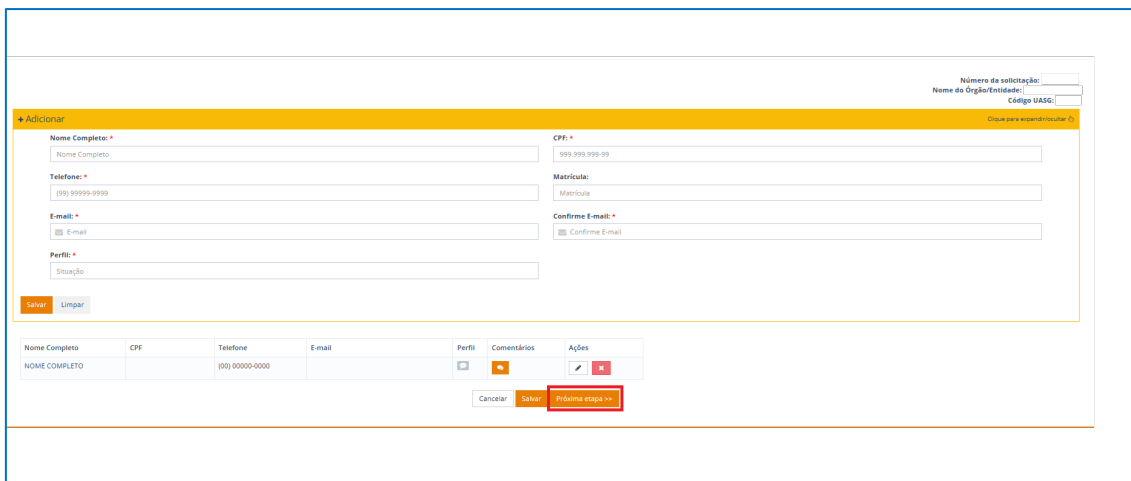 Número da solicitação:
Nome do Órgão/Entidade:
Código UASG:
+ Adicionar Clique para expandir/ocultar
Nome Completo: * CPF: *
Nome Completo 999.999.999-99
Telefone: * Matrícula:
(99) 99999-9999 Matrícula
E-mail: * Confirme E-mail: *
E-mail Confirme E-mail
Perfil: *
Situação
Salvar Limpar
Nome Completo CPF Telefone E-mail Perfil Comentários Ações
NOME COMPLETO (00) 00000-0000
Cancelar Salvar Próxima etapa >>